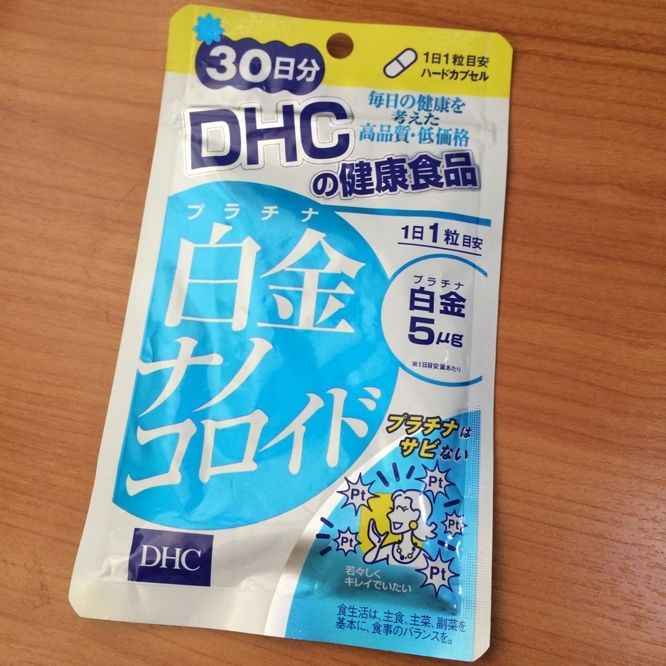 30日分
1日1粒目安
ハードカプセル
DHC
の健康食品
毎日の健康を
考えた
高品質・低価格
プラチナ
白金
ナノ
コロイド
1日1粒目安
プラチナ
白金
5μg
※1日目安量あたり
プラチナは
サビない
Pt
Pt
Pt
Pt
Pt
若々しく
キレイでいたい
DHC
食生活は、主食、主菜、副菜を
基本に、食事のバランスを。